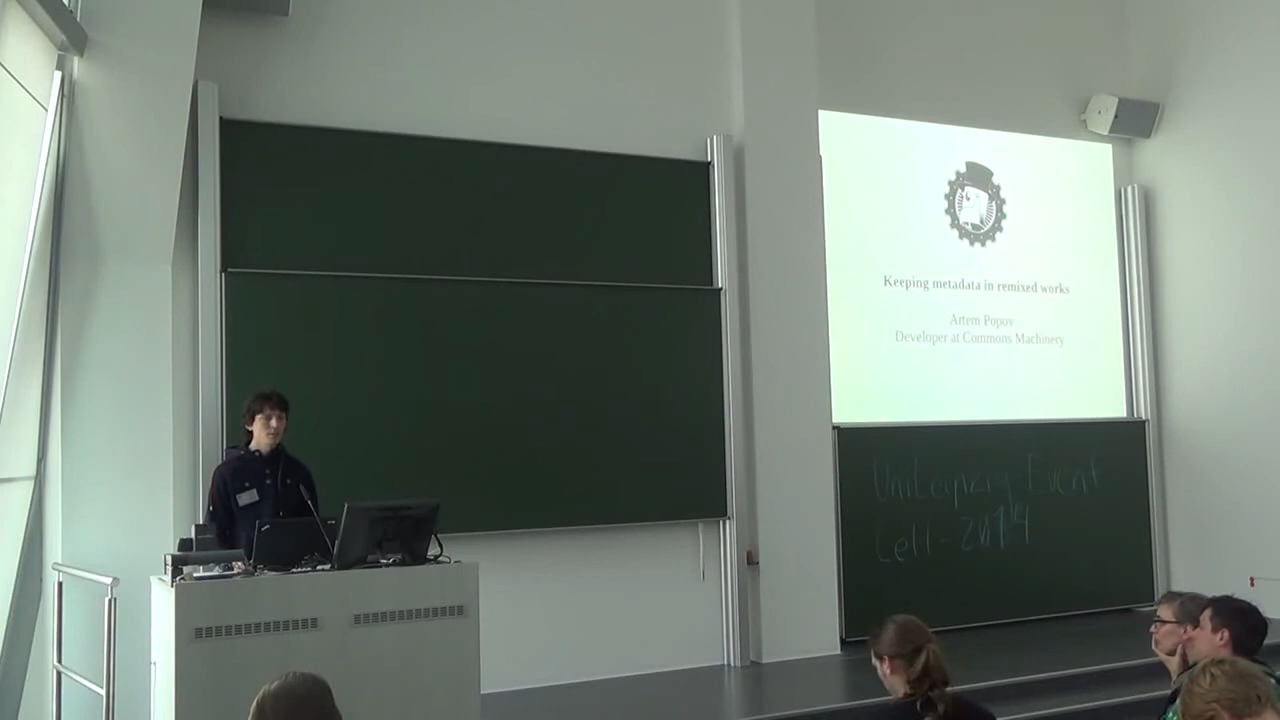 Keeping metadata in remixed works
Artem Popov
Developer at Commons Machinery
UniLeipzig-Event
Cell-2014